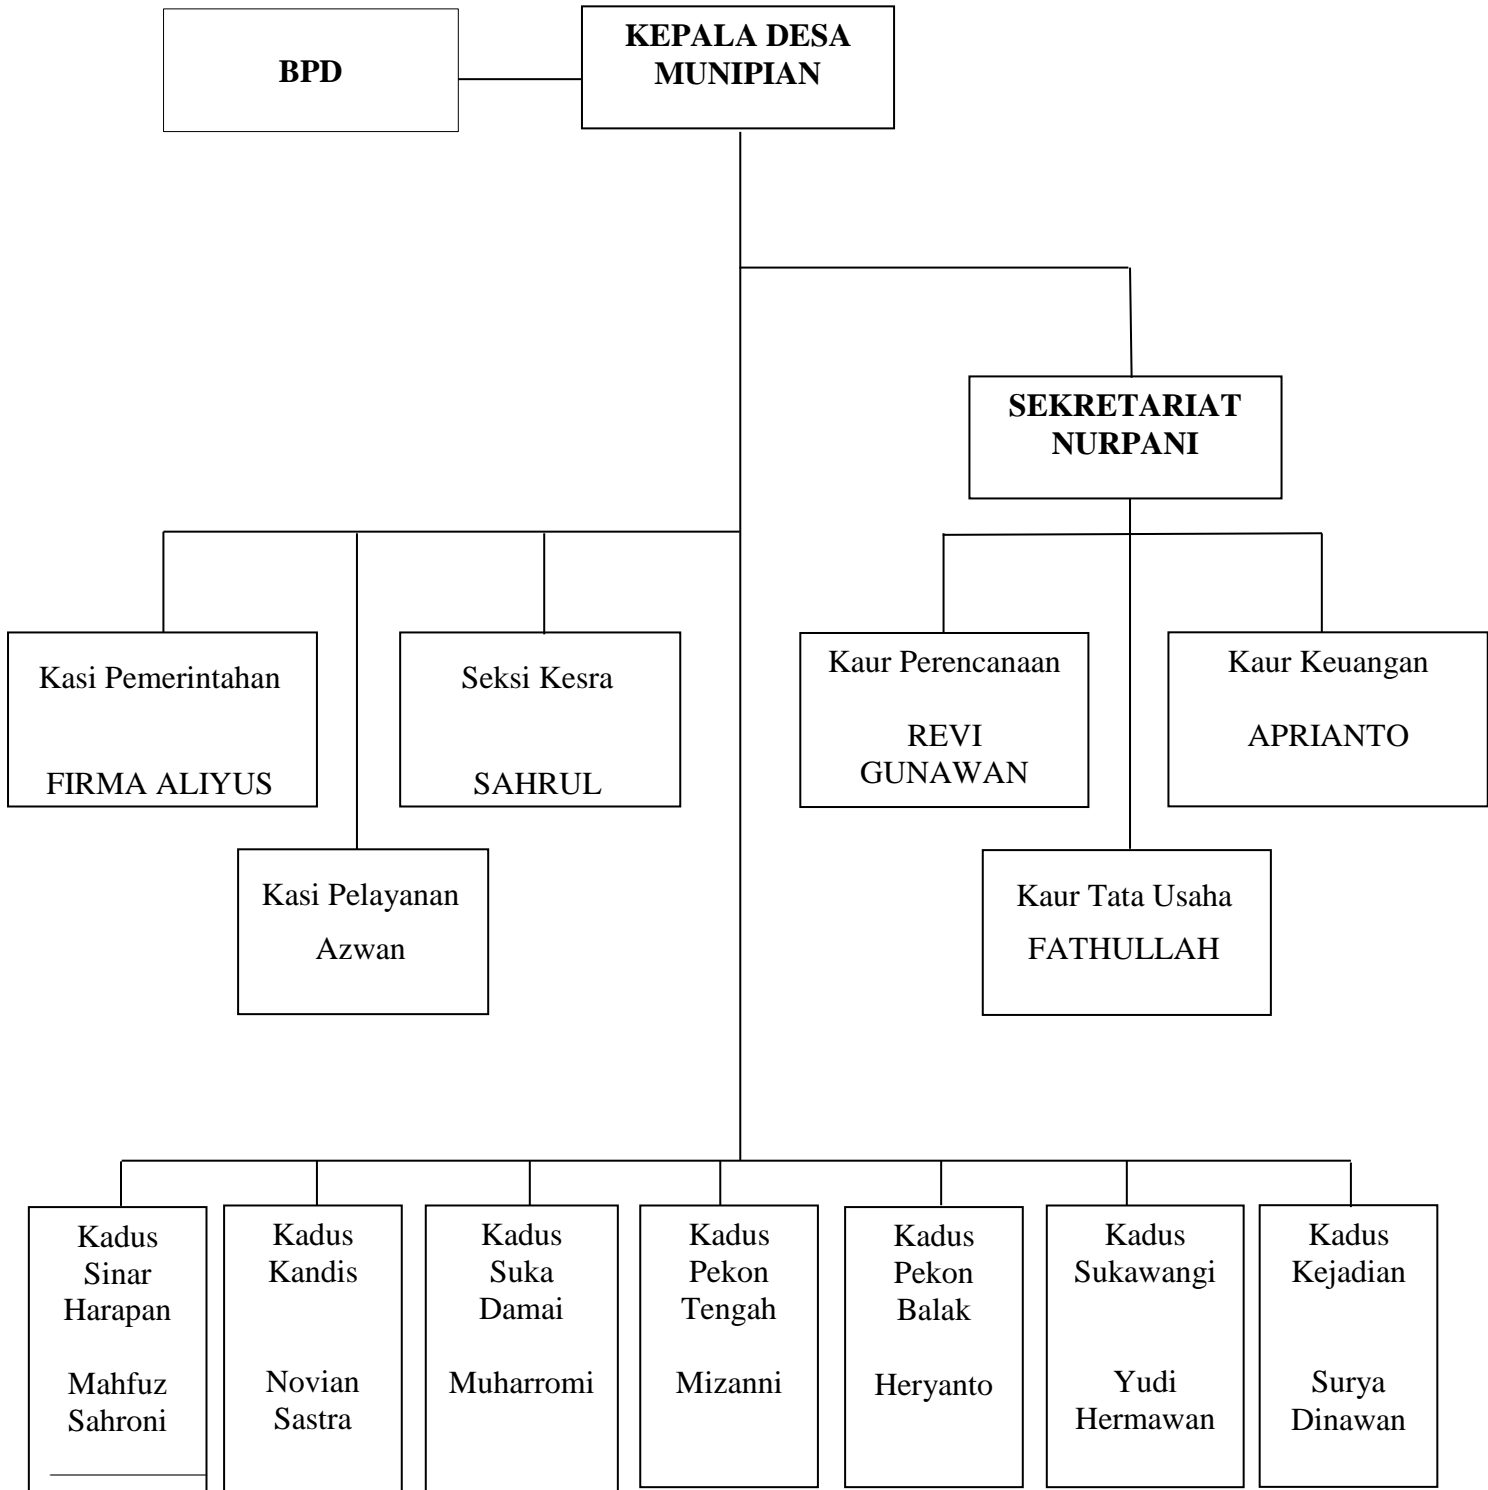 BPD
KEPALA DESA
MUNIPIAN
SEKRETARIAT
NURPANI
Kasi Pemerintahan
FIRMA ALIYUS
Seksi Kesra
SAHRUL
Kaur Perencanaan
REVI
GUNAWAN
Kaur Keuangan
APRIANTO
Kasi Pelayanan
Azwan
Kaur Tata Usaha
FATHULLAH
Kadus
Sinar
Harapan
Mahfuz
Sahroni
Kadus
Kandis
Novian
Sastra
Kadus
Suka
Damai
Muharromi
Kadus
Pekon
Tengah
Mizanni
Kadus
Pekon
Balak
Heryanto
Kadus
Sukawangi
Yudi
Hermawan
Kadus
Kejadian
Surya
Dinawan